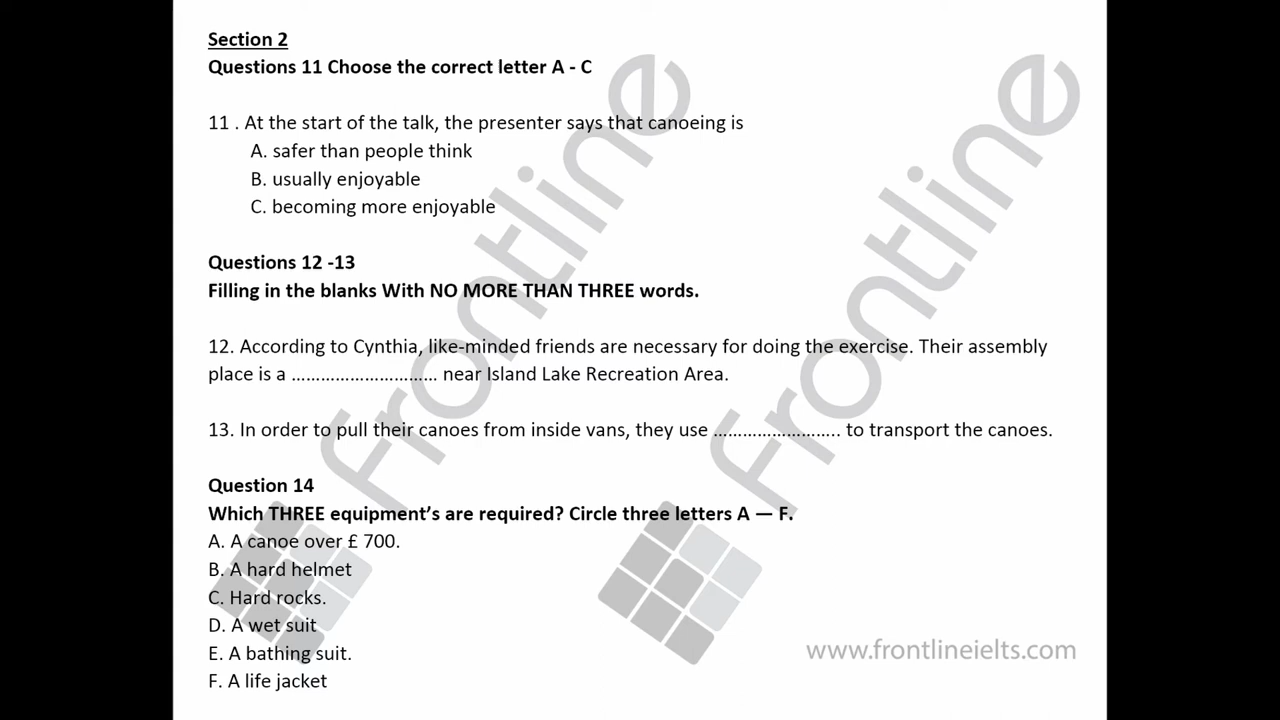 Section 2
Questions 11 Choose the correct letter A - C
11 . At the start of the talk, the presenter says that canoeing is
A. safer than people think
B. usually enjoyable
C. becoming more enjoyable
Questions 12 -13
Filling in the blanks With NO MORE THAN THREE words.
12. According to Cynthia, like-minded friends are necessary for doing the exercise. Their assembly
place is a ………………………… near Island Lake Recreation Area.
13. In order to pull their canoes from inside vans, they use …………………….. to transport the canoes.
Question 14
Which THREE equipment’s are required? Circle three letters A — F.
A. A canoe over £ 700.
B. A hard helmet
C. Hard rocks.
D. A wet suit
E. A bathing suit.
F. A life jacket
frontline
frontline
www.frontlineielts.com